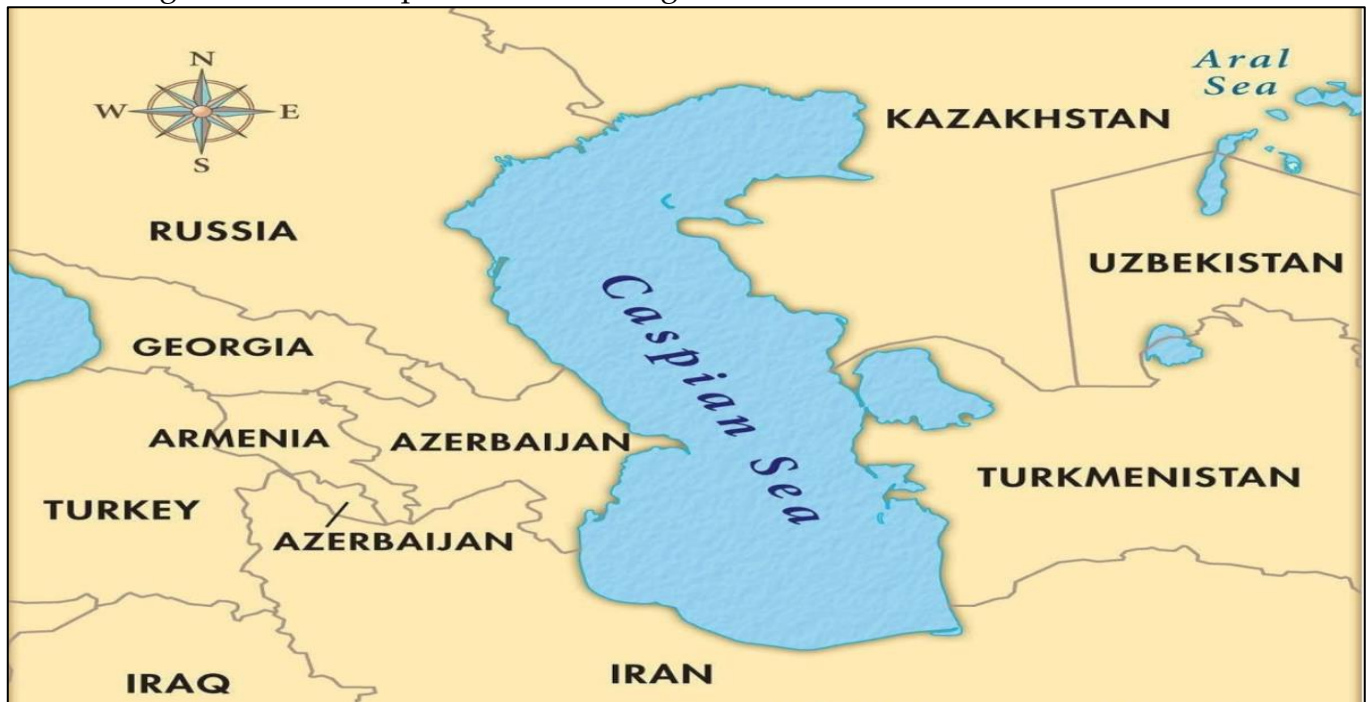 N
W E
S
Aral
Sea
KAZAKHSTAN
RUSSIA
UZBEKISTAN
Caspian Sea
GEORGIA
ARMENIA
AZERBAIJAN
TURKMENISTAN
TURKEY
AZERBAIJAN
IRAN
IRAQ